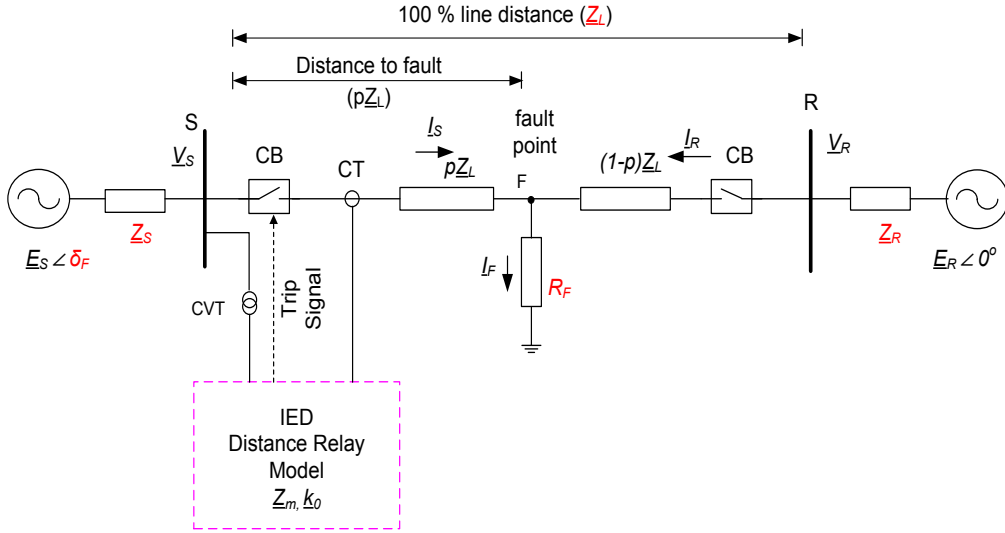 100 % line distance (Z_L)
Distance to fault
(pZ_L)
S
R
fault
point
V_S
I_S
I_R
V_R
CB
CT
pZ_L
F
(1-p)Z_L
CB
Z_S
Z_R
E_S∠δ_F
I_F
R_F
E_R∠0°
CVT
Trip
Signal
IED
Distance Relay
Model
Z_m, k_0